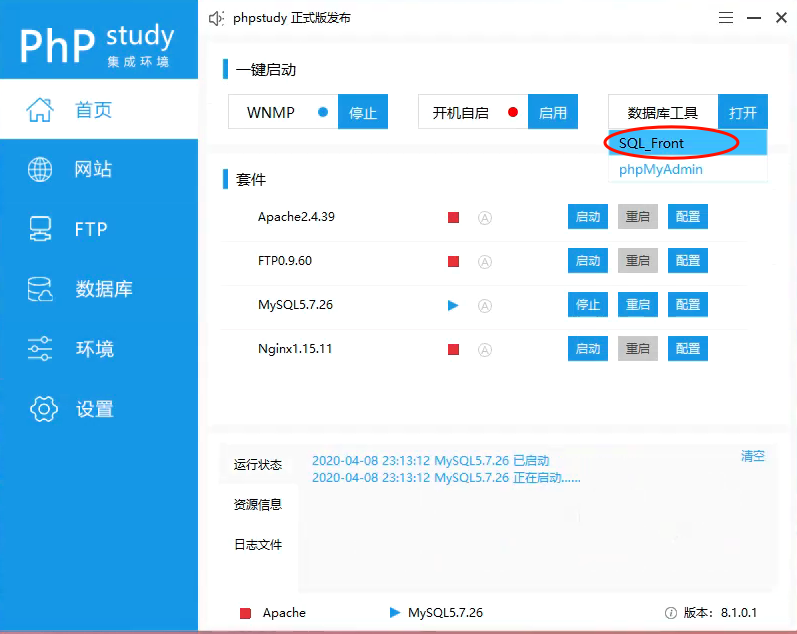 phpstudy 正式版发布
PhP study
集成环境
首页
网站
FTP
数据库
环境
设置
一键启动
WNMP 停止 开机自启 启用 数据库工具 打开
SQL_Front
phpMyAdmin
套件
Apache2.4.39 A 启动 重启 配置
FTP0.9.60 A 启动 重启 配置
MySQL5.7.26 A 停止 重启 配置
Nginx1.15.11 A 启动 重启 配置
运行状态
资源信息
日志文件
2020-04-08 23:13:12 MySQL5.7.26 已启动
2020-04-08 23:13:12 MySQL5.7.26 正在启动......
清空
Apache MySQL5.7.26 版本: 8.1.0.1